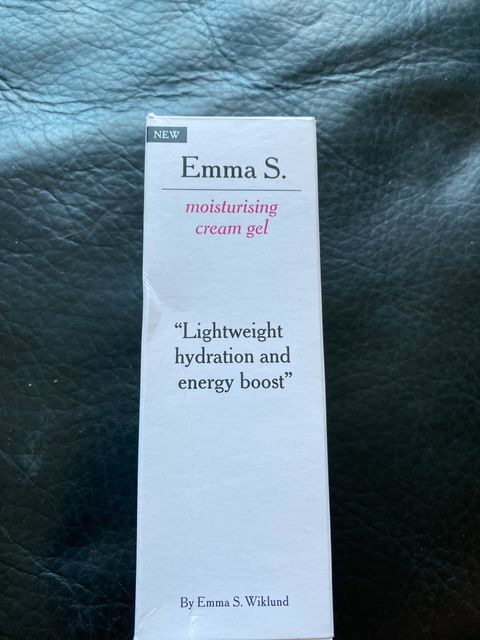 NEW
Emma S.
moisturising
cream gel
“Lightweight
hydration and
energy boost”
By Emma S. Wiklund